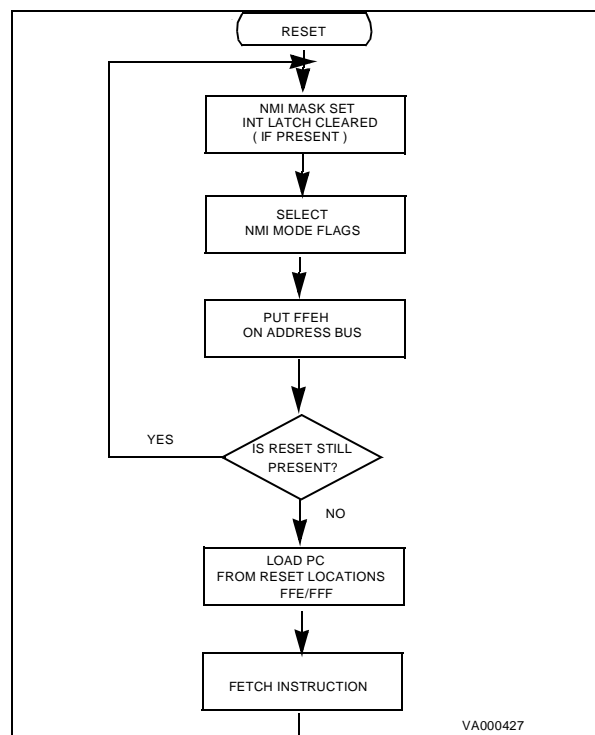 RESET
NMI MASK SET
INT LATCH CLEARED
( IF PRESENT )
SELECT
NMI MODE FLAGS
PUT FFEH
ON ADDRESS BUS
YES
IS RESET STILL
PRESENT?
NO
LOAD PC
FROM RESET LOCATIONS
FFE/FFF
FETCH INSTRUCTION
VA000427